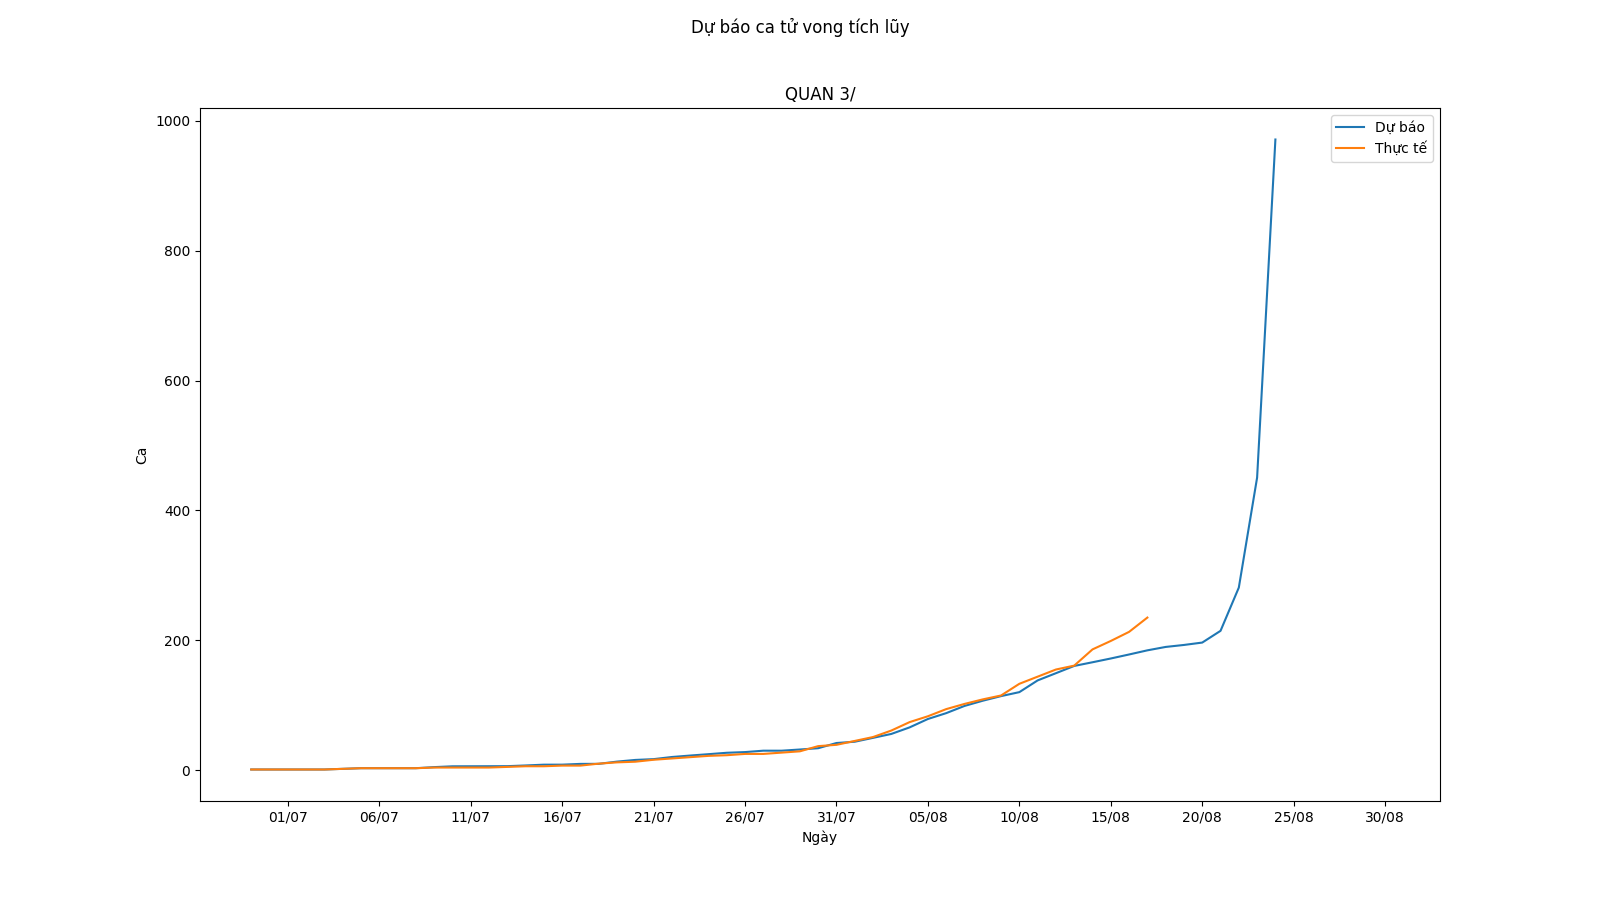 Dự báo ca tử vong tích lũy
QUAN 3/
1000
800
600
400
200
0
Ca
Dự báo
Thực tế
01/07 06/07 11/07 16/07 21/07 26/07 31/07 05/08 10/08 15/08 20/08 25/08 30/08
Ngày